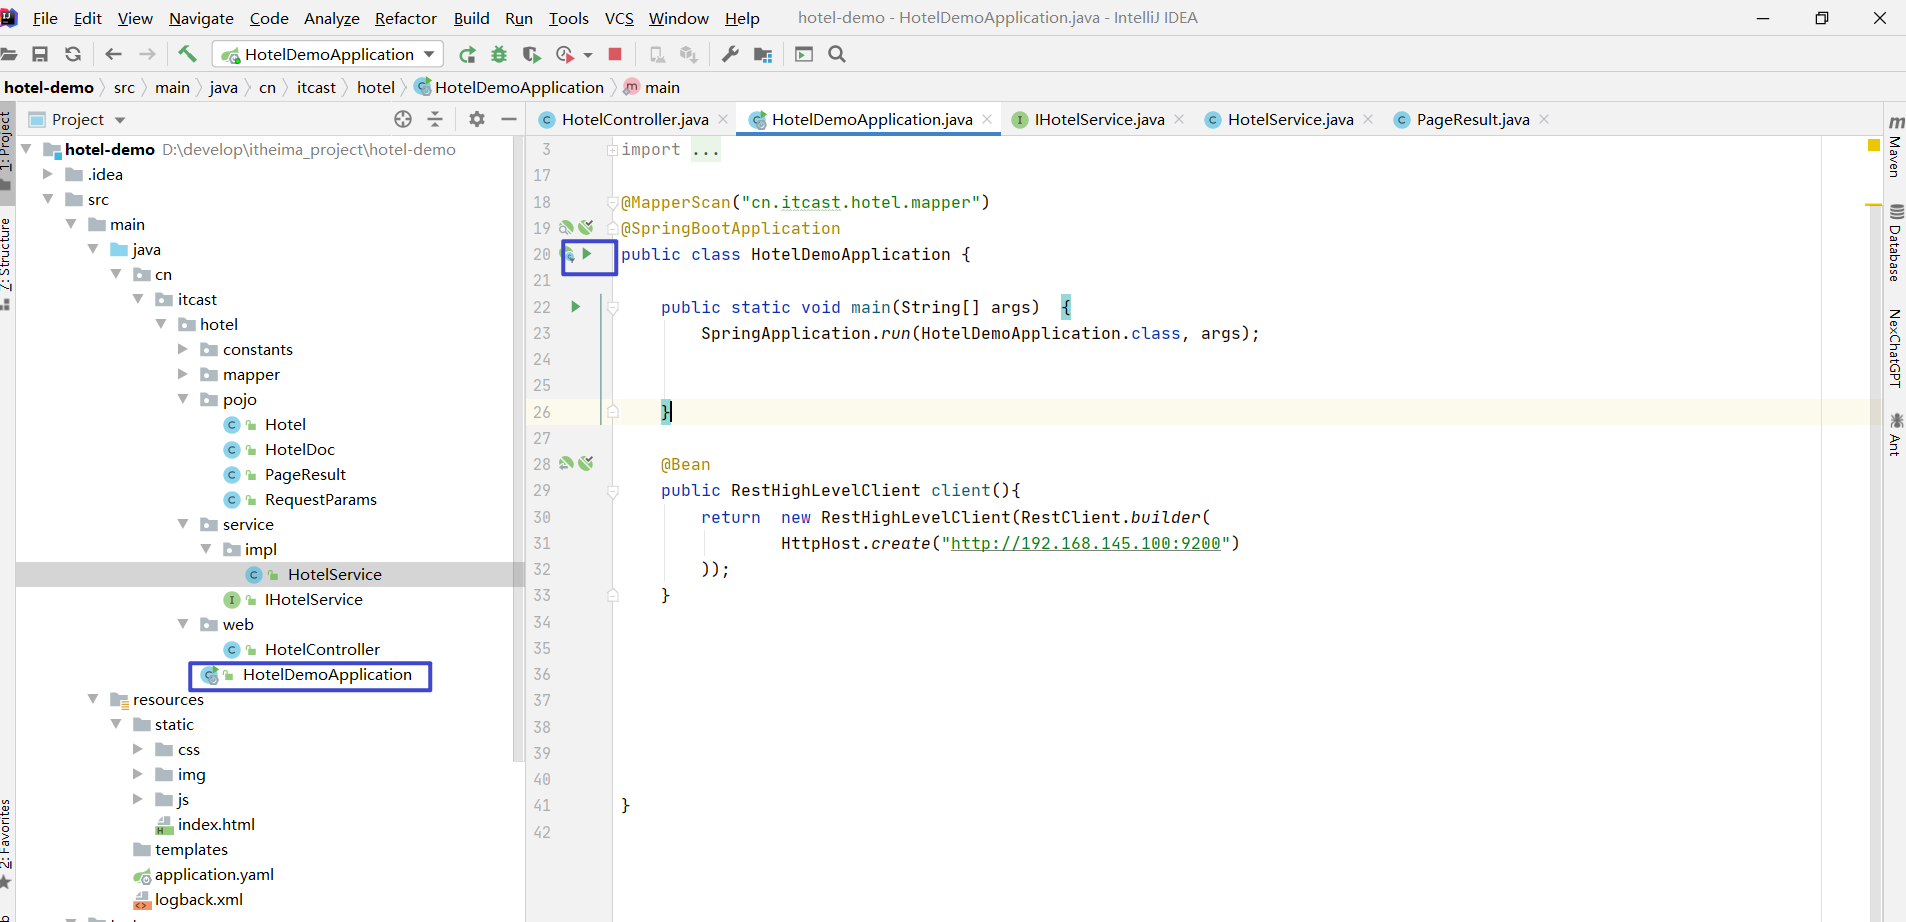 File Edit View Navigate Code Analyze Refactor Build Run Tools VCS Window Help hotel-demo - HotelDemoApplication.java - IntelliJ IDEA
HotelDemoApplication
hotel-demo src main java cn itcast hotel HotelDemoApplication main
Project
HotelController.java HotelDemoApplication.java IHotelService.java HotelService.java PageResult.java
1: Project
7: Structure
2: Favorites
hotel-demo D:\develop\itheima_project\hotel-demo
.idea
src
main
java
cn
itcast
hotel
constants
mapper
pojo
Hotel
HotelDoc
PageResult
RequestParams
service
impl
HotelService
IHotelService
web
HotelController
HotelDemoApplication
resources
static
css
img
js
index.html
templates
application.yaml
logback.xml
3 import ...
17
18 @MapperScan("cn.itcast.hotel.mapper")
19 @SpringBootApplication
20 public class HotelDemoApplication {
21
22 public static void main(String[] args) {
23 SpringApplication.run(HotelDemoApplication.class, args);
24
25
26 }
27
28 @Bean
29 public RestHighLevelClient client(){
30 return new RestHighLevelClient(RestClient.builder(
31 HttpHost.create("http://192.168.145.100:9200")
32 ));
33 }
34
35
36
37
38
39
40
41 }
42
Maven
Database
NexChatGPT
Ant